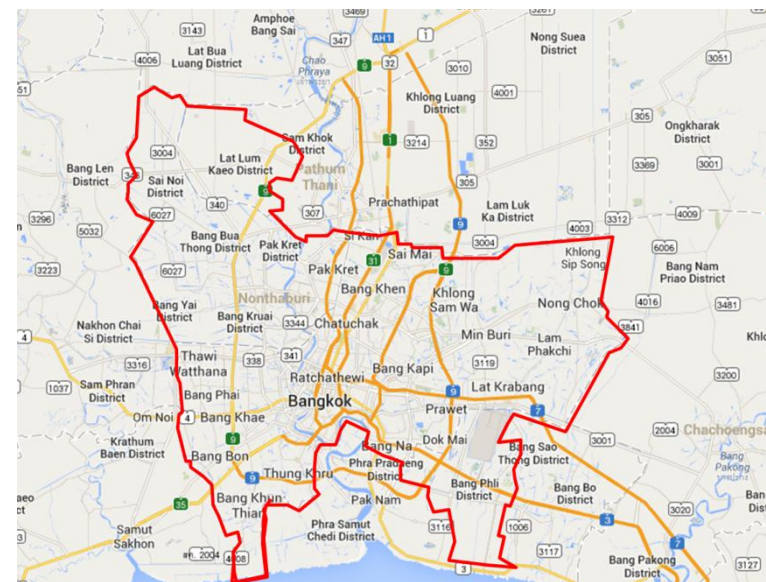 3469
3261
Amphoe
Bang Sai
3143
347
AH 1
1
Nong Suea
District
Lat Bua
Luang District
4006
Chao
Phraya
9
32
3010
3051
Khlong Luang
District
4001
305
Ongkharak
District
Sam Khok
District
1
3214
352
3004
Lat Lum
Kaeo District
Pathum
Thani
3369
3001
Bang Len
District
346
Sai Noi
District
9
305
Prachathipat
Lam Luk
Ka District
3296
5032
6027
340
307
9
4003
3312
4009
Bang Bua
Thong District
Pak Kret
District
Si Kan
Sai Mai
3004
Khlong
Sip Song
6006
3223
6027
Pak Kret
31
9
Bang Nam
Priao District
Bang Khen
Khlong
Sam Wa
Nong Chok
4016
3481
Bang Yai
District
Nonthaburi
Bang Kruai
District
3344
Chatuchak
Min Buri
Lam
Phakchi
3841
Nakhon Chai
Si District
4
3316
Thawi
Watthana
338
341
3119
Bang Kapi
3200
Ratchathewi
1037
Sam Phran
District
Bang Phai
Bangkok
9
Lat Krabang
7
Om Noi
4
Bang Khae
Prawet
2004
Chachoengsa
3001
Krathum
Baen District
9
Bang Bon
Bang Na
Dok Mai
Bang Sao
Thong District
Phra Pradaeng
District
Thung Khru
9
Bang Phli
District
Bang Bo
District
Bang
Pakong
Bang Khun
Thian
Pak Nam
35
3020
Samut
Sakhon
Phra Samut
Chedi District
3116
1006
3
7
3117
3
Bang Pakong
District
3127